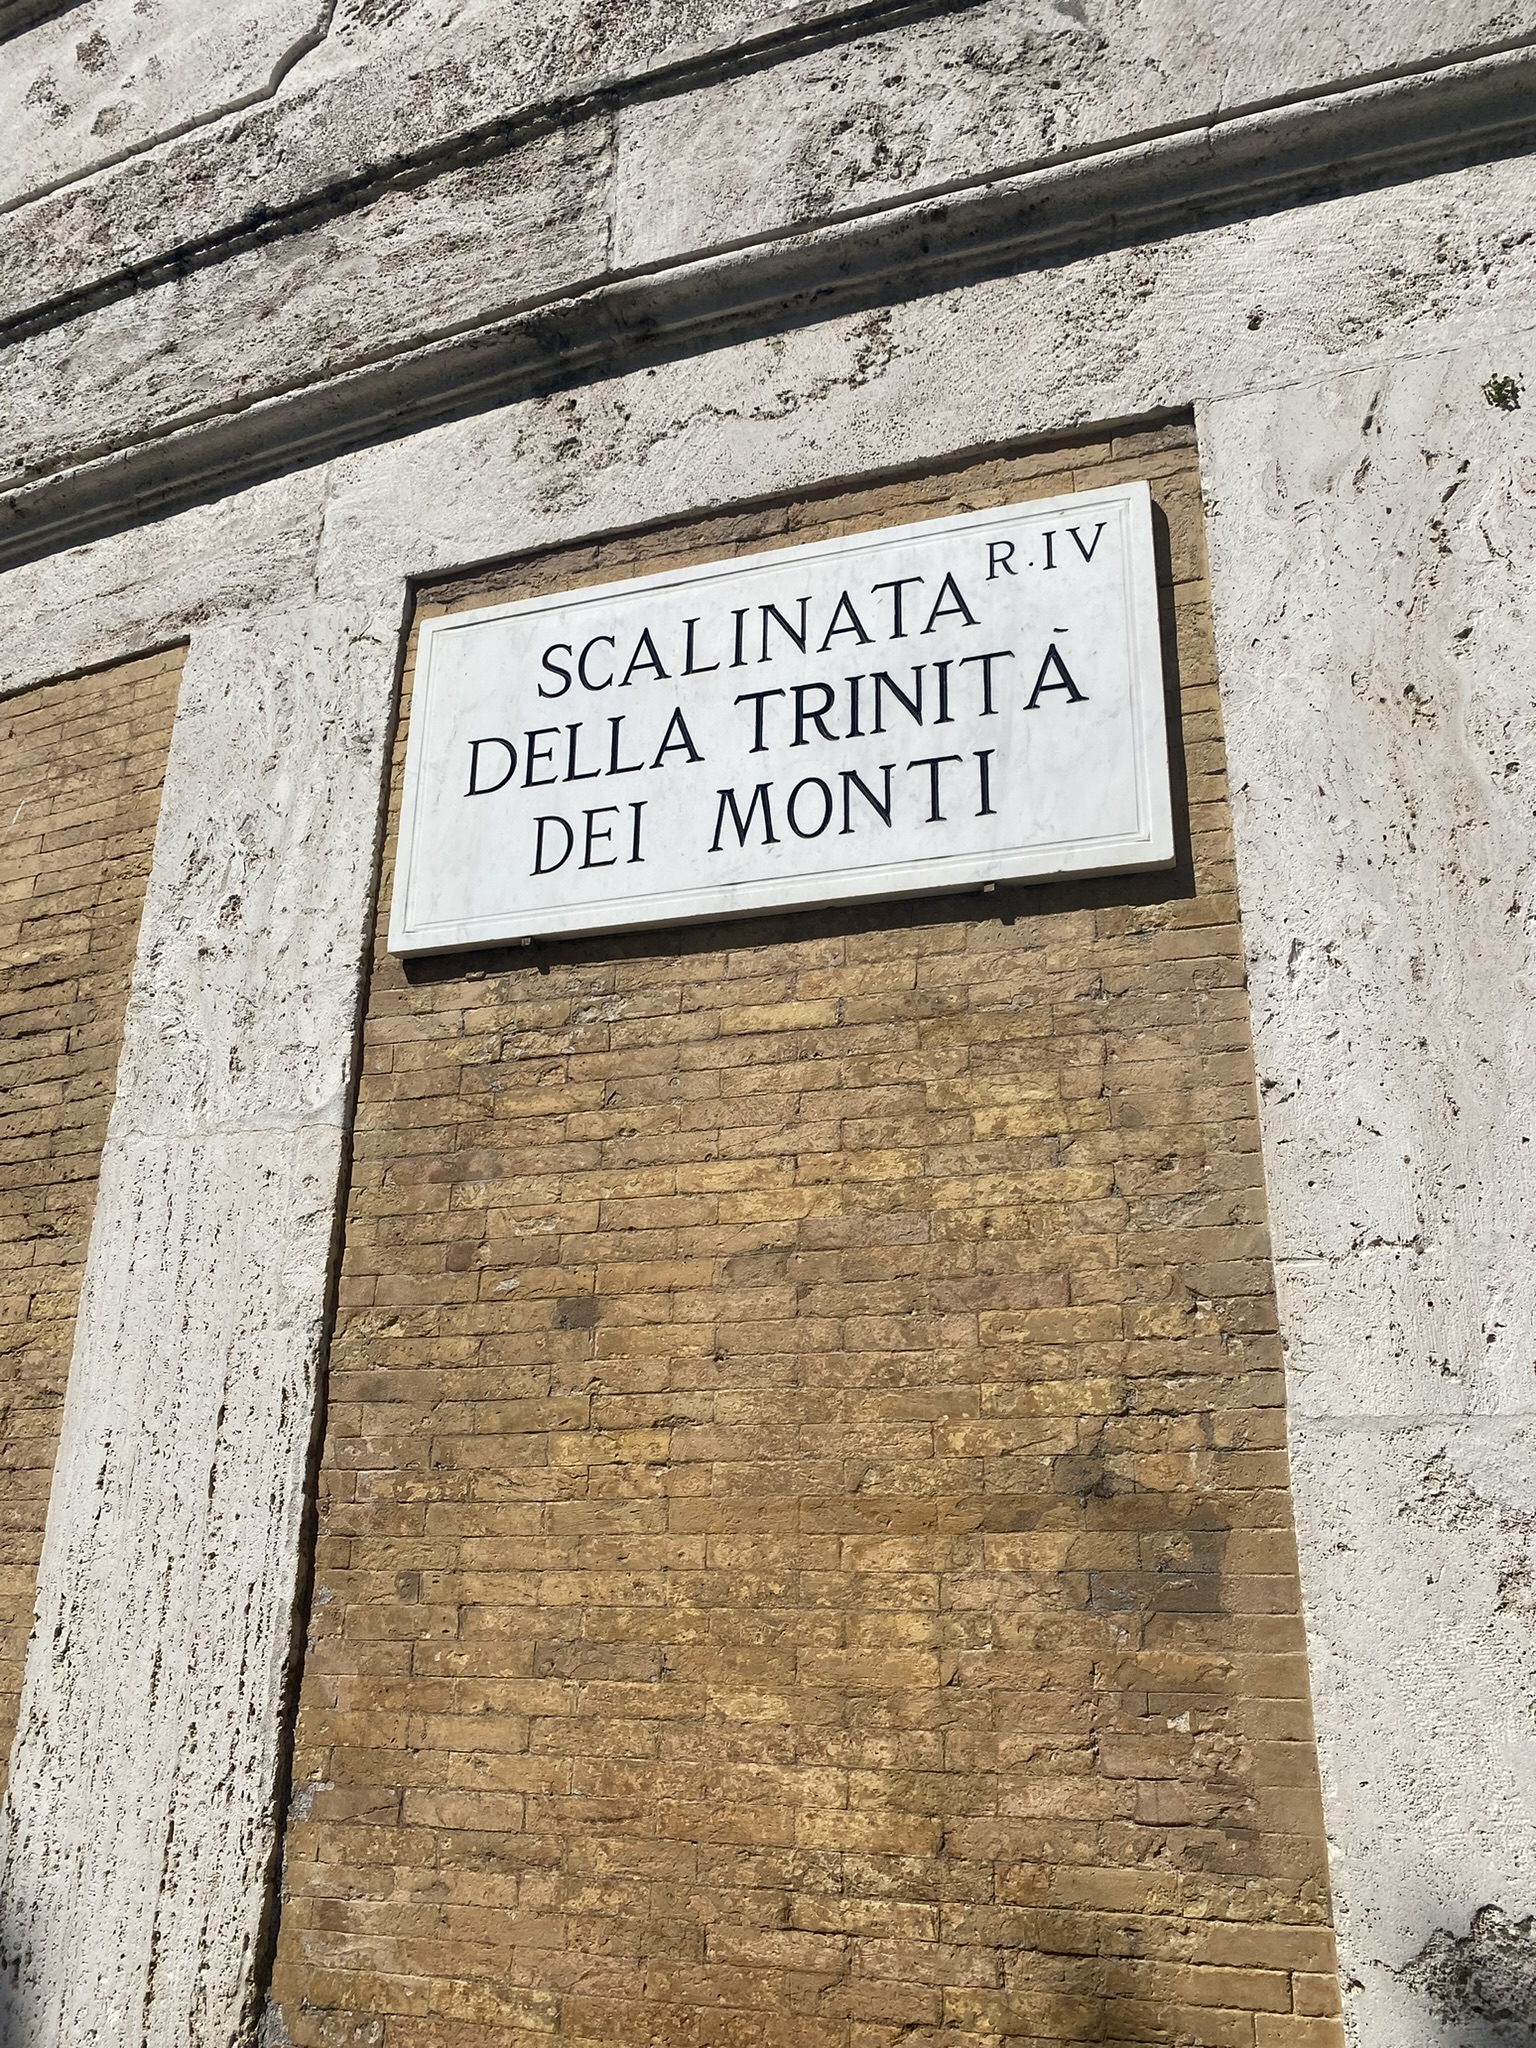 SCALINATA R.IV
DELLA TRINITÀ
DEI MONTI